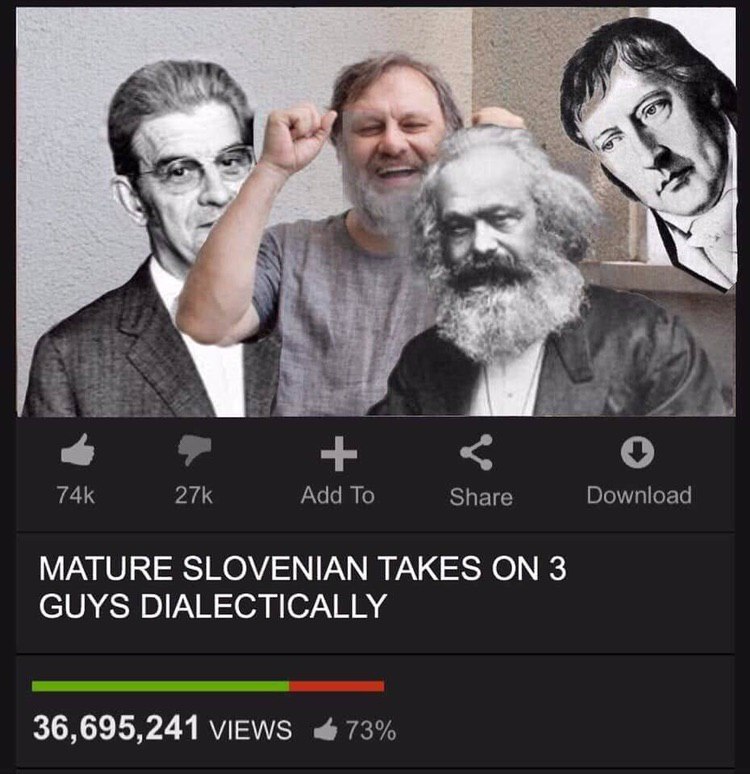 74k 27k Add To Share Download
MATURE SLOVENIAN TAKES ON 3
GUYS DIALECTICALLY
36,695,241 VIEWS 73%